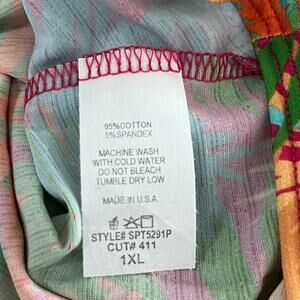 95%COTTON
5%SPANDEX
MACHINE WASH
WITH COLD WATER
DO NOT BLEACH
TUMBLE DRY LOW
MADE IN U.S.A.
STYLE# SPT5291P
CUT# 411
1XL